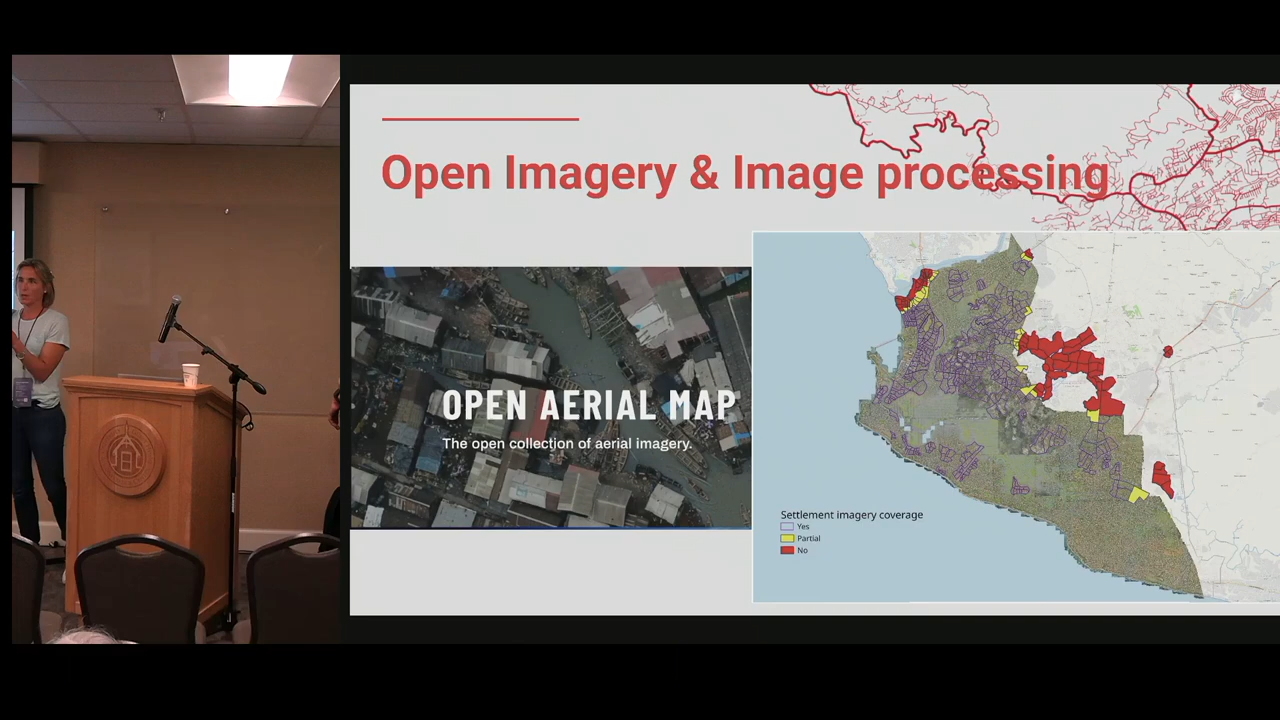 Open Imagery & Image processing
OPEN AERIAL MAP
The open collection of aerial imagery.
Settlement imagery coverage
Yes
Partial
No